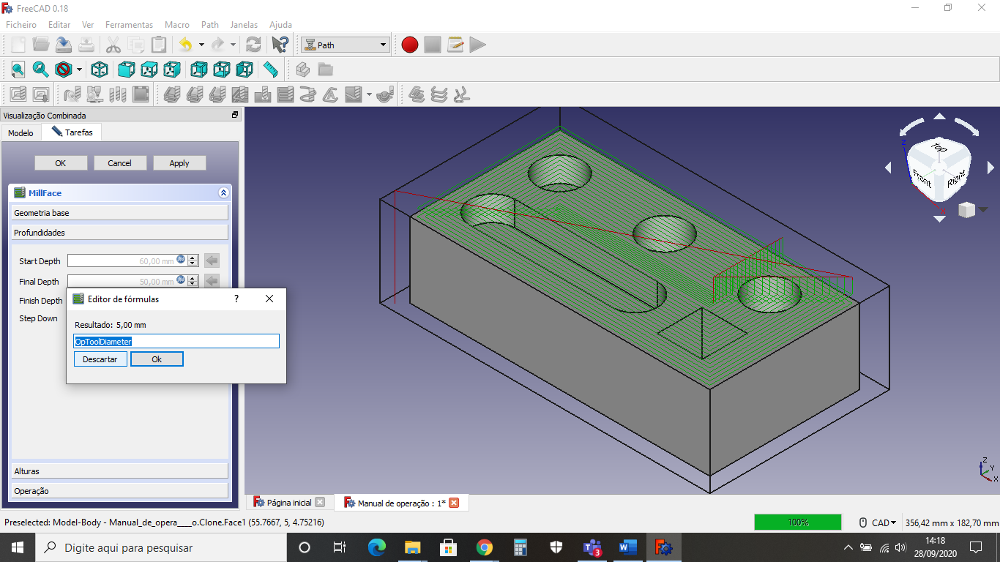 FreeCAD 0.18
Ficheiro Editar Ver Ferramentas Macro Path Janelas Ajuda
Path
Visualização Combinada
Modelo Tarefas
OK Cancel Apply
MillFace
Geometria base
Profundidades
Start Depth 60,00 mm
Final Depth 50,00 mm
Finish Depth
Step Down
Editor de fórmulas ?
Resultado: 5,00 mm
OpToolDiameter
Descartar Ok
Alturas
Operação
Top
Front Right
Z
X
Z
Y
X
Página inicial Manual de operação : 1*
Preselected: Model-Body - Manual_de_opera____o.Clone.Face1 (55.7667, 5, 4.75216) 100% CAD 356,42 mm x 182,70 mm
Digite aqui para pesquisar
3
14:18
28/09/2020